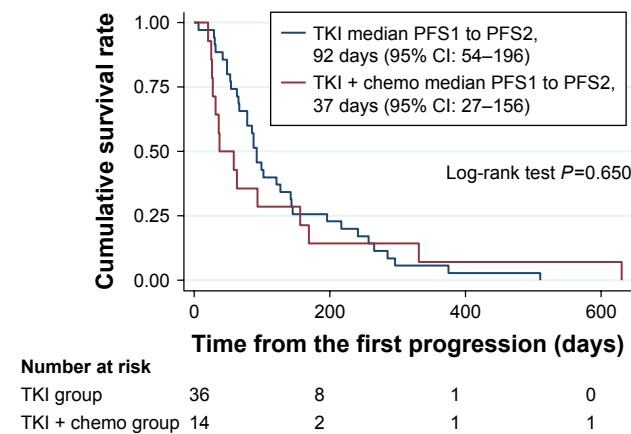 Cumulative survival rate
1.00
0.75
0.50
0.25
0.00
TKI median PFS1 to PFS2,
92 days (95% CI: 54–196)
TKI + chemo median PFS1 to PFS2,
37 days (95% CI: 27–156)
Log-rank test P=0.650
0 200 400 600
Time from the first progression (days)
Number at risk
TKI group 36 8 1 0
TKI + chemo group 14 2 1 1